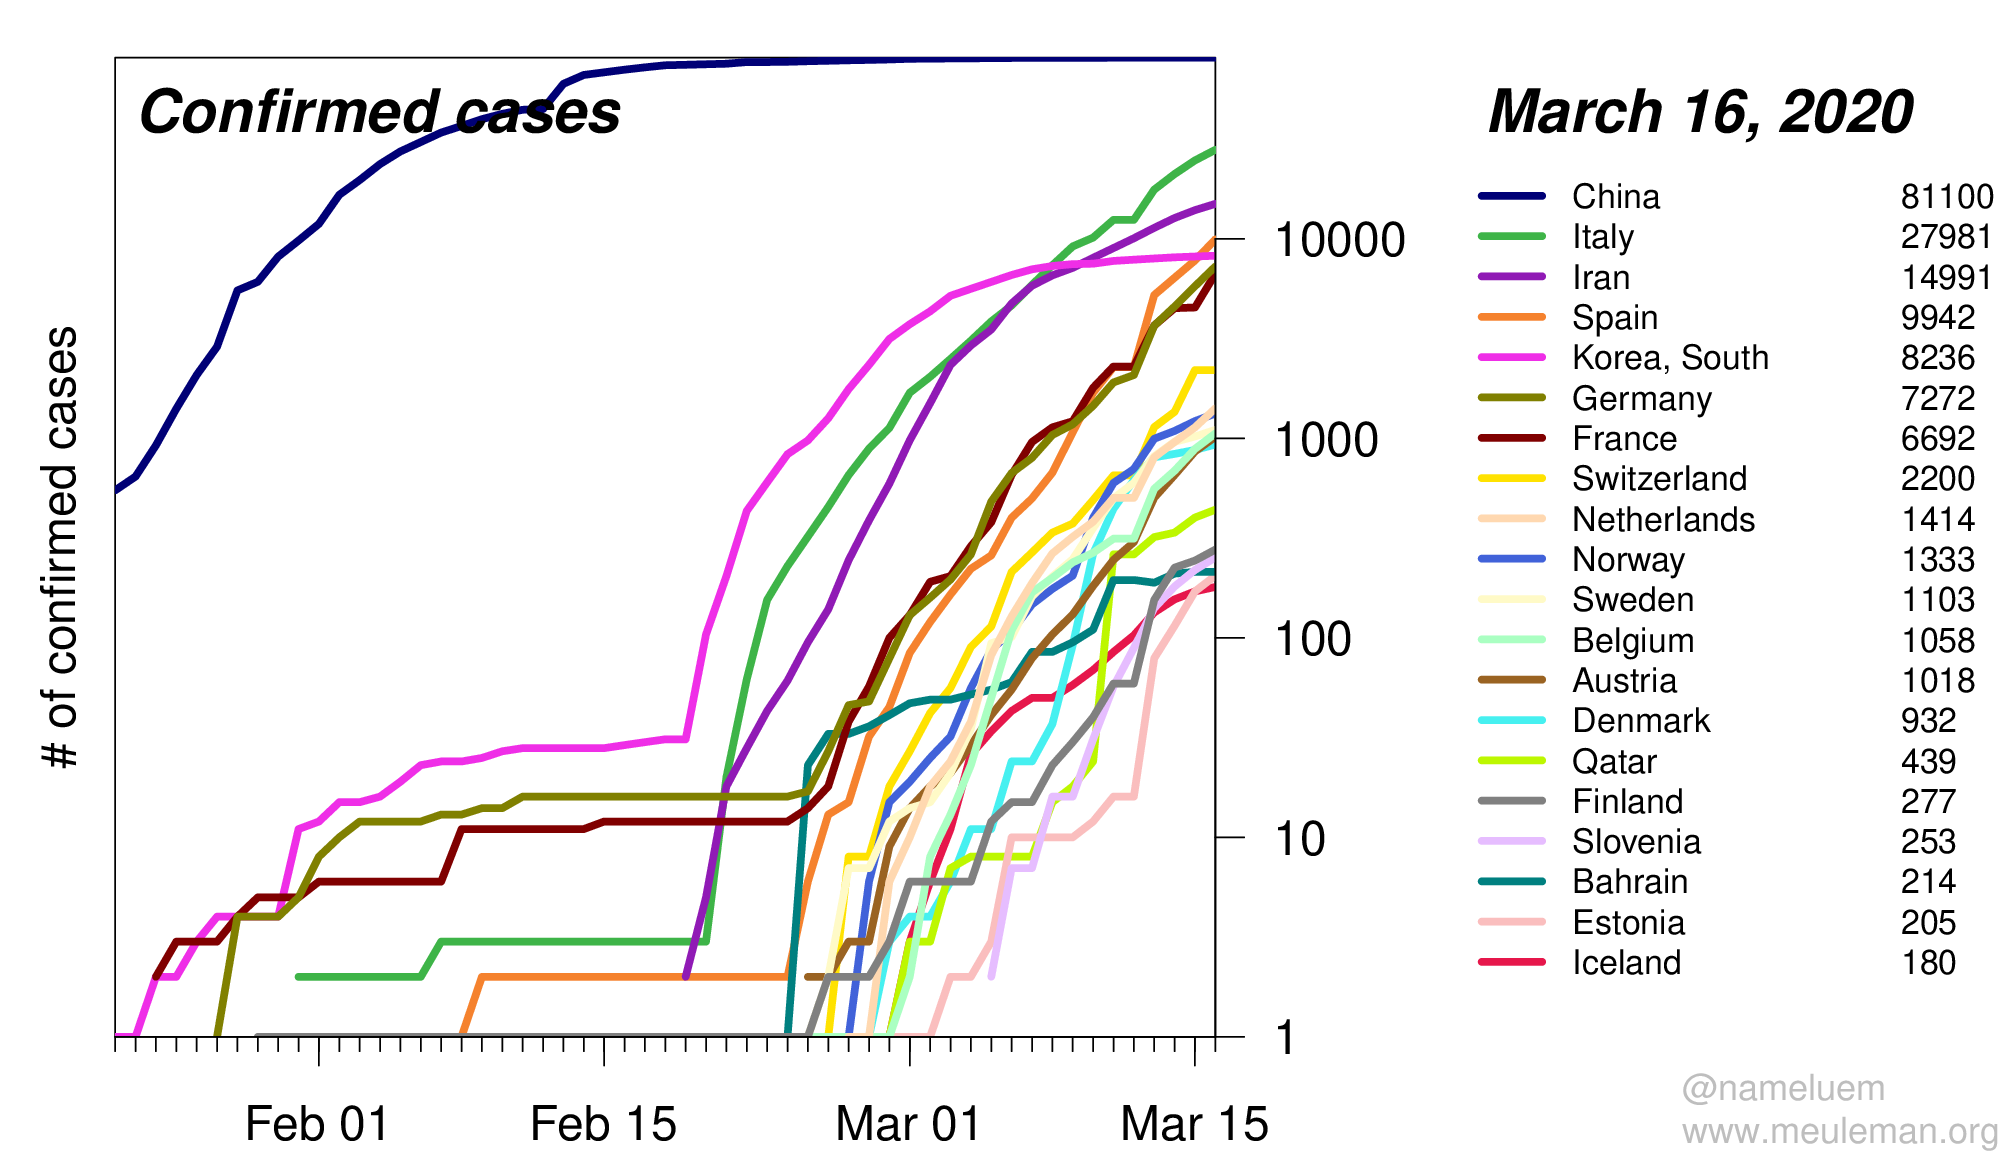 Confirmed cases
March 16, 2020
# of confirmed cases
China 81100
Italy 27981
Iran 14991
Spain 9942
Korea, South 8236
Germany 7272
France 6692
Switzerland 2200
Netherlands 1414
Norway 1333
Sweden 1103
Belgium 1058
Austria 1018
Denmark 932
Qatar 439
Finland 277
Slovenia 253
Bahrain 214
Estonia 205
Iceland 180
10000
1000
100
10
1
Feb 01 Feb 15 Mar 01 Mar 15
@nameluem
www.meuleman.org